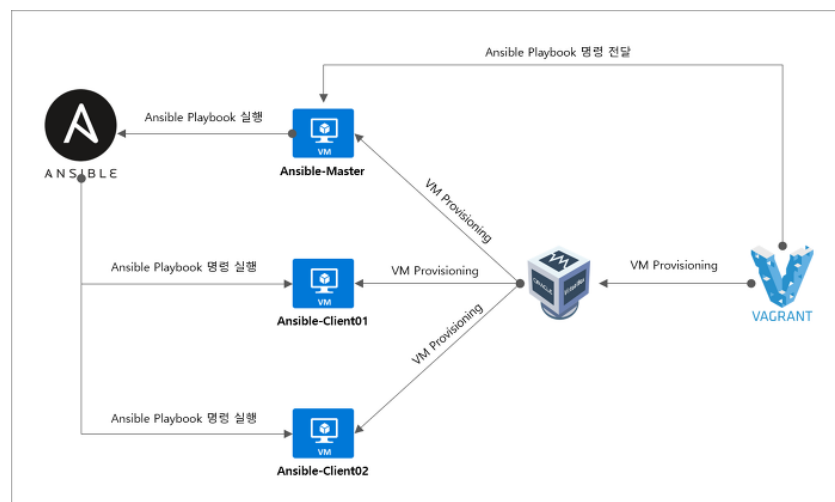 Ansible Playbook 명령 전달
Ansible Playbook 실행
VM
ANSIBLE
Ansible-Master
VM Provisioning
Ansible Playbook 명령 실행
VM
VM Provisioning
ORACLE
VirtualBox
VM Provisioning
VAGRANT
Ansible-Client01
VM Provisioning
Ansible Playbook 명령 실행
VM
Ansible-Client02